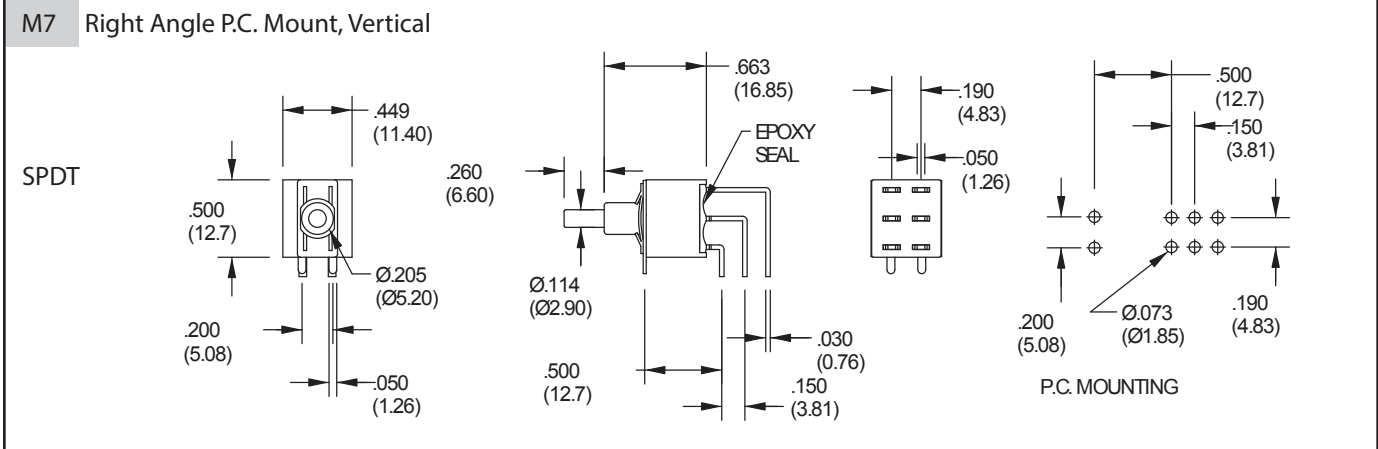 M7 Right Angle P.C. Mount, Vertical
SPDT
.449
(11.40)
.500
(12.7)
Ø.205
(Ø5.20)
.200
(5.08)
.050
(1.26)
.663
(16.85)
EPOXY
SEAL
.260
(6.60)
Ø.114
(Ø2.90)
.030
(0.76)
.500
(12.7)
.150
(3.81)
.190
(4.83)
.050
(1.26)
.500
(12.7)
.150
(3.81)
.200
(5.08)
Ø.073
(Ø1.85)
.190
(4.83)
P.C. MOUNTING